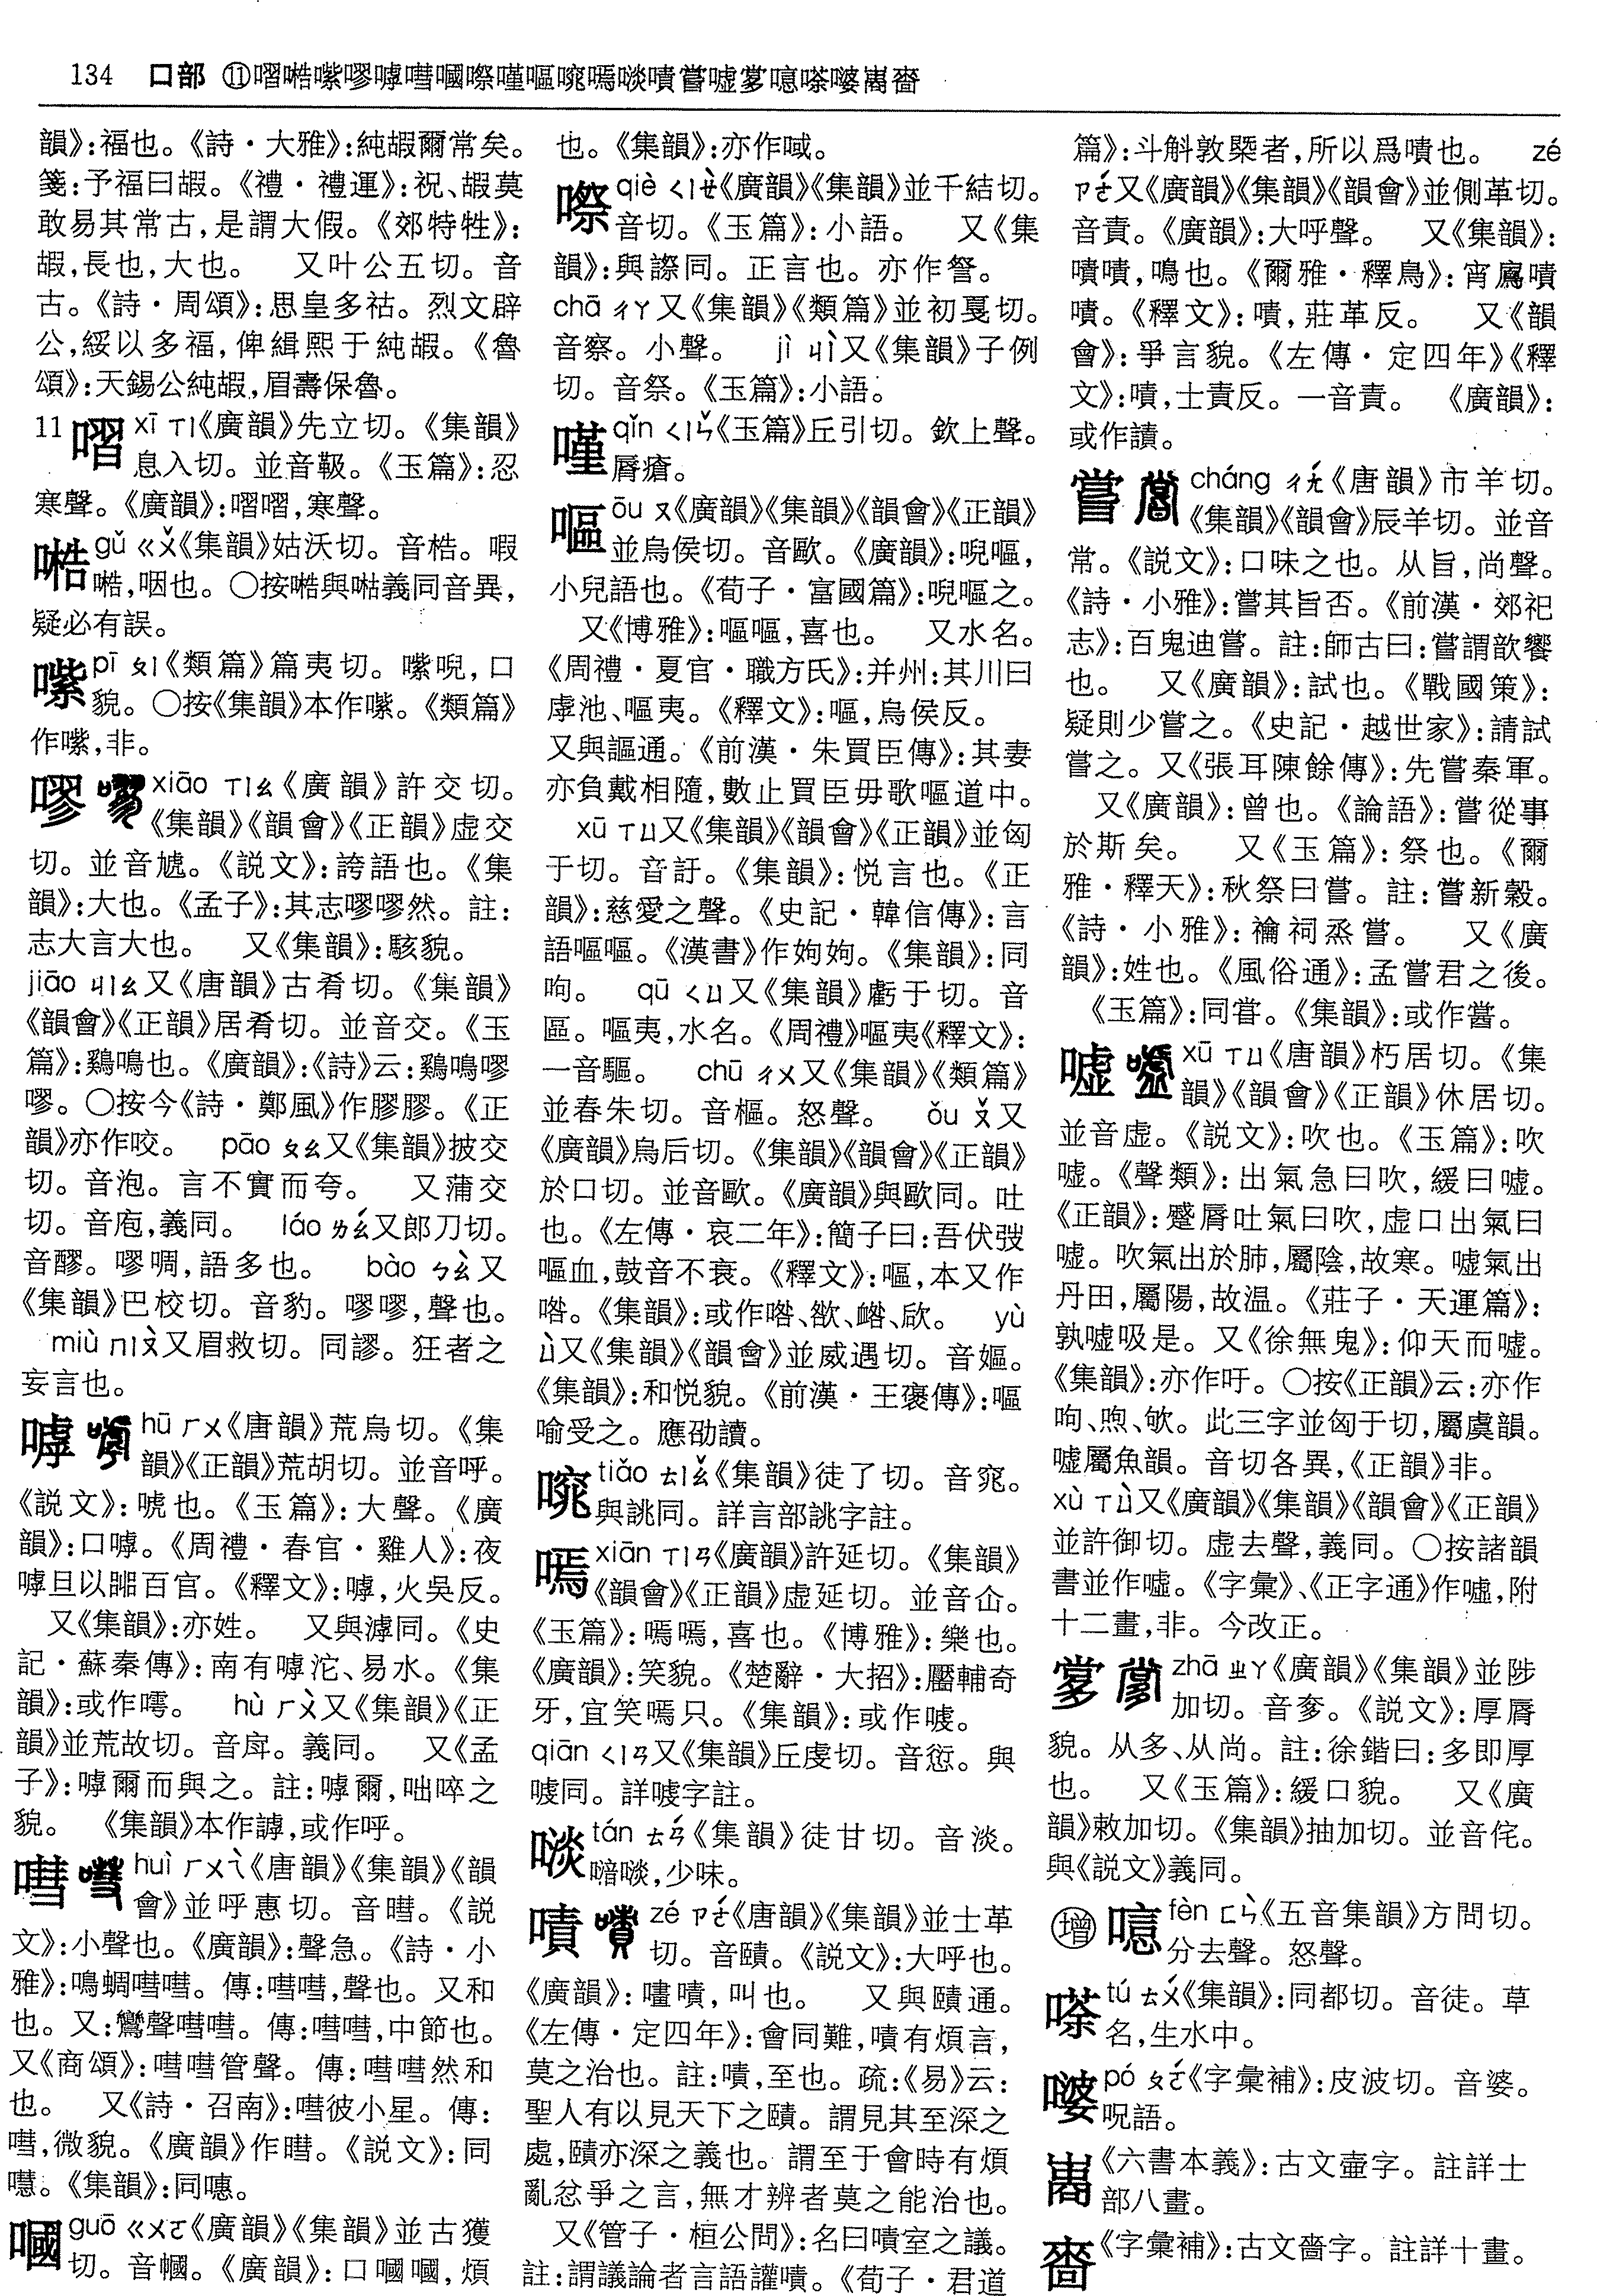 134 口部 ⑪嘒嘓嘄
韻》:福也。《詩·大雅》:純嘏爾常矣。
箋:予福曰嘏。《禮·禮運》:祝、嘏莫
敢易其常古,是謂大假。《郊特牲》:
嘏,長也,大也。 又叶公五切。音
古。《詩·周頌》:思皇多祜。烈文辟
公,綏以多福,俾緝熙于純嘏。《魯
頌》:天錫公純嘏,眉壽保魯。
11 嘨 xī ㄒㄧ《廣韻》先立切。《集韻》
息入切。並音靸。《玉篇》:忍
寒聲。《廣韻》:寒聲。
gǔ ㄍㄨˇ《集韻》姑沃切。音梏。
咽也。〇按義同音異,
疑必有誤。
pī ㄆㄧ《類篇》篇夷切。口
貌。〇按《集韻》本作《類篇》
作非。
嘐 xiāo ㄒㄧㄠ《廣韻》許交切。
《集韻》《韻會》《正韻》虛交
切。並音虓。《説文》:誇語也。《集
韻》:大也。《孟子》:其志嘐嘐然。註:
志大言大也。 又《集韻》:駭貌。
jiāo ㄐㄧㄠ又《唐韻》古肴切。《集韻》
《韻會》《正韻》居肴切。並音交。《玉
篇》:鷄鳴也。《廣韻》:《詩》云:鷄鳴嘐
嘐。〇按今《詩·鄭風》作膠膠。《正
韻》亦作咬。 pāo ㄆㄠ又《集韻》披交
切。音泡。言不實而夸。 又蒲交
切。音庖,義同。 láo ㄌㄠˊ又郎刀切。
音醪。嘐啁,語多也。 bào ㄅㄠˋ又
《集韻》巴校切。音豹。嘐嘐,聲也。
miù ㄇㄧㄡˋ又眉救切。同謬。狂者之
妄言也。
嘑 hū ㄏㄨ《唐韻》荒烏切。《集
韻》《正韻》荒胡切。並音呼。
《説文》:唬也。《玉篇》:大聲。《廣
韻》:口嘑。《周禮·春官·雞人》:夜
嘑旦以嘂百官。《釋文》:嘑,火吳反。
又《集韻》:亦姓。 又與滹同。《史
記·蘇秦傳》:南有嘑沱、易水。《集
韻》:或作嘢。 hù ㄏㄨˋ又《集韻》《正
韻》並荒故切。音戽。義同。 又《孟
子》:嘑爾而與之。註:嘑爾,咄啐之
貌。 《集韻》本作謼,或作呼。
嘒 huì ㄏㄨㄟˋ《唐韻》《集韻》《韻
會》並呼惠切。音暳。《説
文》:小聲也。《廣韻》:聲急。《詩·小
雅》:鳴蜩嘒嘒。傳:嘒嘒,聲也。又和
也。又:鸞聲嘒嘒。傳:嘒嘒,中節也。
又《商頌》:嘒嘒管聲。傳:嘒嘒然和
也。 又《詩·召南》:嘒彼小星。傳:
嘒,微貌。《廣韻》作暳。《説文》:同
嚖。《集韻》:同嘒。
嘓 guō ㄍㄨㄛ《廣韻》《集韻》並古獲
切。音幗。《廣韻》:口嘓嘓,煩
也。《集韻》:亦作㖪。
嚓 qiè ㄑㄧㄝˋ《廣韻》《集韻》並千結切。
音切。《玉篇》:小語。 又《集
韻》:與際同。正言也。亦作詧。
chā ㄔㄚ又《集韻》《類篇》並初戛切。
音察。小聲。 jì ㄐㄧˋ又《集韻》子例
切。音祭。《玉篇》:小語。
qǐn ㄑㄧㄣˇ《玉篇》丘引切。欽上聲。
脣瘡。
嘔 ōu ㄡ《廣韻》《集韻》《韻會》《正韻》
並烏侯切。音歐。《廣韻》:唲嘔,
小兒語也。《荀子·富國篇》:唲嘔之。
又《博雅》:嘔嘔,喜也。 又水名。
《周禮·夏官·職方氏》:并州:其川曰
虖池、嘔夷。《釋文》:嘔,烏侯反。
又與謳通。《前漢·朱買臣傳》:其妻
亦負戴相隨,數止買臣毋歌嘔道中。
xū ㄒㄩ又《集韻》《韻會》《正韻》並匈
于切。音訏。《集韻》:悦言也。《正
韻》:慈愛之聲。《史記·韓信傳》:言
語嘔嘔。《漢書》作姁姁。《集韻》:同
呴。 qū ㄑㄩ又《集韻》虧于切。音
區。嘔夷,水名。《周禮》嘔夷《釋文》:
一音驅。 chū ㄔㄨ又《集韻》《類篇》
並春朱切。音樞。怒聲。 ǒu ㄡˇ又
《廣韻》烏后切。《集韻》《韻會》《正韻》
於口切。並音歐。《廣韻》與歐同。吐
也。《左傳·哀二年》:簡子曰:吾伏弢
嘔血,鼓音不衰。《釋文》:嘔,本又作
㗕。《集韻》:或作 yù
ㄩˋ又《集韻》《韻會》並威遇切。音嫗。
《集韻》:和悦貌。《前漢·王褒傳》:嘔
喻受之。應劭讀。
tiǎo ㄊㄧㄠˇ《集韻》徒了切。音窕。
與誂同。詳言部誂字註。
嘕 xiān ㄒㄧㄢ《廣韻》許延切。《集韻》
《韻會》《正韻》虛延切。並音仚。
《玉篇》:嘕嘕,喜也。《博雅》:樂也。
《廣韻》:笑貌。《楚辭·大招》:靨輔奇
牙,宜笑嘕只。《集韻》:或作㗔。
qiān ㄑㄧㄢ又《集韻》丘虔切。音愆。與
㗔同。詳㗔字註。
tán ㄊㄢˊ《集韻》徒甘切。音淡。
少味。
嘖 zé ㄗㄜˊ《唐韻》《集韻》並士革
切。音賾。《説文》:大呼也。
《廣韻》:嘖,叫也。 又與賾通。
《左傳·定四年》:會同難,嘖有煩言,
莫之治也。註:嘖,至也。疏:《易》云:
聖人有以見天下之賾。謂見其至深之
處,賾亦深之義也。謂至于會時有煩
亂忿爭之言,無才辨者莫之能治也。
又《管子·桓公問》:名曰嘖室之議。
註:謂議論者言語讙嘖。《荀子·君道
篇》:斗斛敦槩者,所以爲嘖也。 zé
ㄗㄜˊ又《廣韻》《集韻》《韻會》並側革切。
音責。《廣韻》:大呼聲。 又《集韻》:
嘖嘖,鳴也。《爾雅·釋鳥》:宵鳸嘖
嘖。《釋文》:嘖,莊革反。 又《韻
會》:爭言貌。《左傳·定四年》《釋
文》:嘖,士責反。一音責。 《廣韻》:
或作讀。
嘗 cháng ㄔㄤˊ《唐韻》市羊切。
《集韻》《韻會》辰羊切。並音
常。《説文》:口味之也。从旨,尚聲。
《詩·小雅》:嘗其旨否。《前漢·郊祀
志》:百鬼迪嘗。註:師古曰:嘗謂歆饗
也。 又《廣韻》:試也。《戰國策》:
疑則少嘗之。《史記·越世家》:請試
嘗之。又《張耳陳餘傳》:先嘗秦軍。
又《廣韻》:曾也。《論語》:嘗從事
於斯矣。 又《玉篇》:祭也。《爾
雅·釋天》:秋祭曰嘗。註:嘗新穀。
《詩·小雅》:禴祠烝嘗。 又《廣
韻》:姓也。《風俗通》:孟嘗君之後。
《玉篇》:同甞。《集韻》:或作甞。
嘘 xū ㄒㄩ《唐韻》朽居切。《集
韻》《韻會》《正韻》休居切。
並音虛。《説文》:吹也。《玉篇》:吹
嘘。《聲類》:出氣急曰吹,緩曰嘘。
《正韻》:蹙脣吐氣曰吹,虛口出氣曰
嘘。吹氣出於肺,屬陰,故寒。嘘氣出
丹田,屬陽,故温。《莊子·天運篇》:
孰嘘吸是。又《徐無鬼》:仰天而嘘。
《集韻》:亦作吁。〇按《正韻》云:亦作
呴、喣、欨。此三字並匈于切,屬虞韻。
嘘屬魚韻。音切各異,《正韻》非。
xù ㄒㄩˋ又《廣韻》《集韻》《韻會》《正韻》
並許御切。虛去聲,義同。〇按諸韻
書並作嘘。《字彙》、《正字通》作噓,附
十二畫,非。今改正。
zhā ㄓㄚ《廣韻》《集韻》並陟
加切。音奓。《説文》:厚脣
貌。从多、从尚。註:徐鍇曰:多即厚
也。 又《玉篇》:緩口貌。 又《廣
韻》敕加切。《集韻》抽加切。並音侘。
與《説文》義同。
㊉ fèn ㄈㄣˋ《五音集韻》方問切。
分去聲。怒聲。
tú ㄊㄨˊ《集韻》:同都切。音徒。草
名,生水中。
pó ㄆㄛˊ《字彙補》:皮波切。音婆。
呪語。
《六書本義》:古文壷字。註詳士
部八畫。
《字彙補》:古文嗇字。註詳十畫。